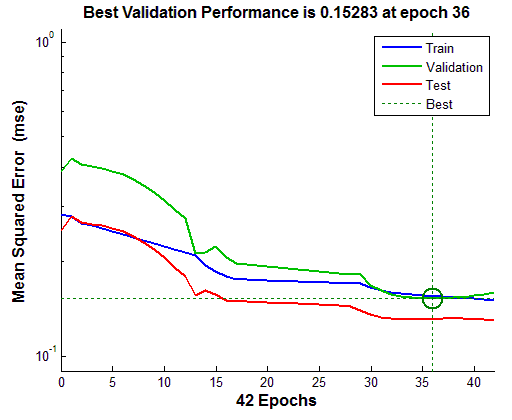 Best Validation Performance is 0.15283 at epoch 36
Mean Squared Error (mse)
10^0
10^-1
Train
Validation
Test
Best
0 5 10 15 20 25 30 35 40
42 Epochs